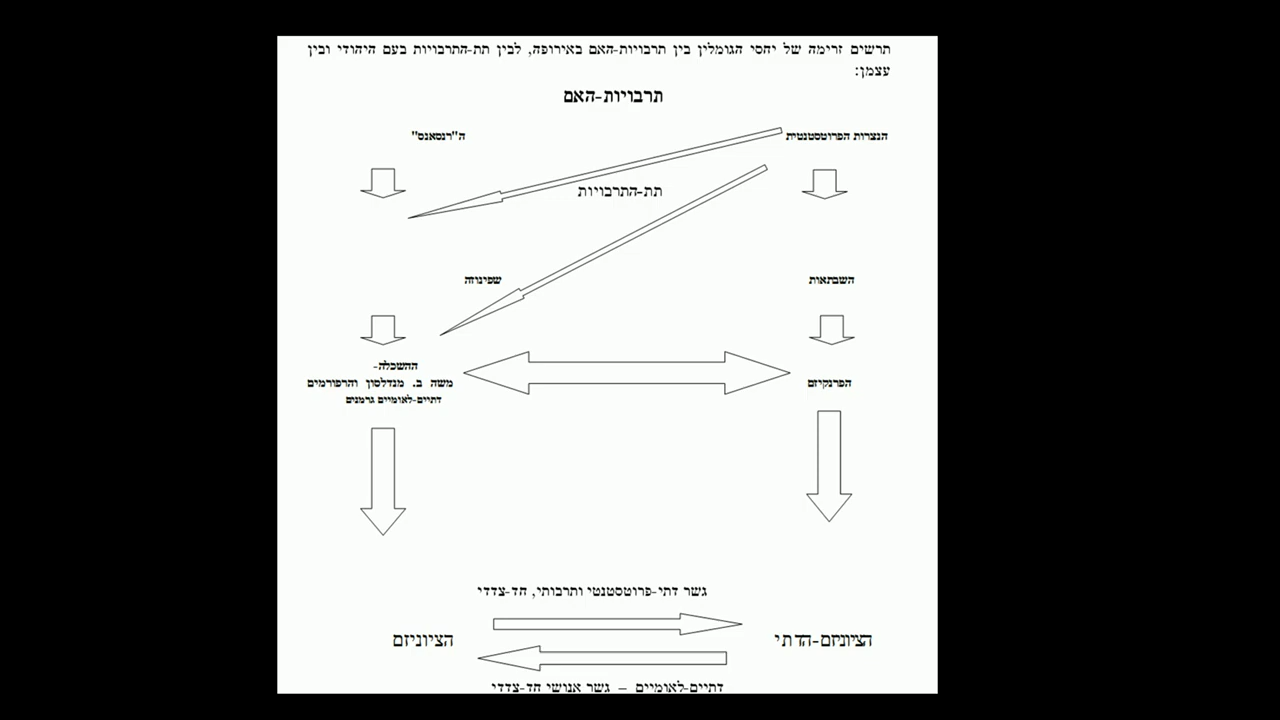 תרשים זרימה של יחסי הגומלין בין תרבויות-האם באירופה, לבין תת-התרבויות בעם היהודי ובין
עצמן:
תרבויות-האם
הנצרות הפרוטסטנטית
ה"רנסאנס"
תת-התרבויות
השבתאות
שפינוזה
הפרנקיזם
ההשכלה-
משה ב. מנדלסון והרפורמים
דתיים-לאומיים גרמנים
גשר דתי-פרוטסטנטי ותרבותי, חד-צדדי
הציוניזם-הדתי
הציוניזם
דתיים-לאומיים – גשר אנושי חד-צדדי